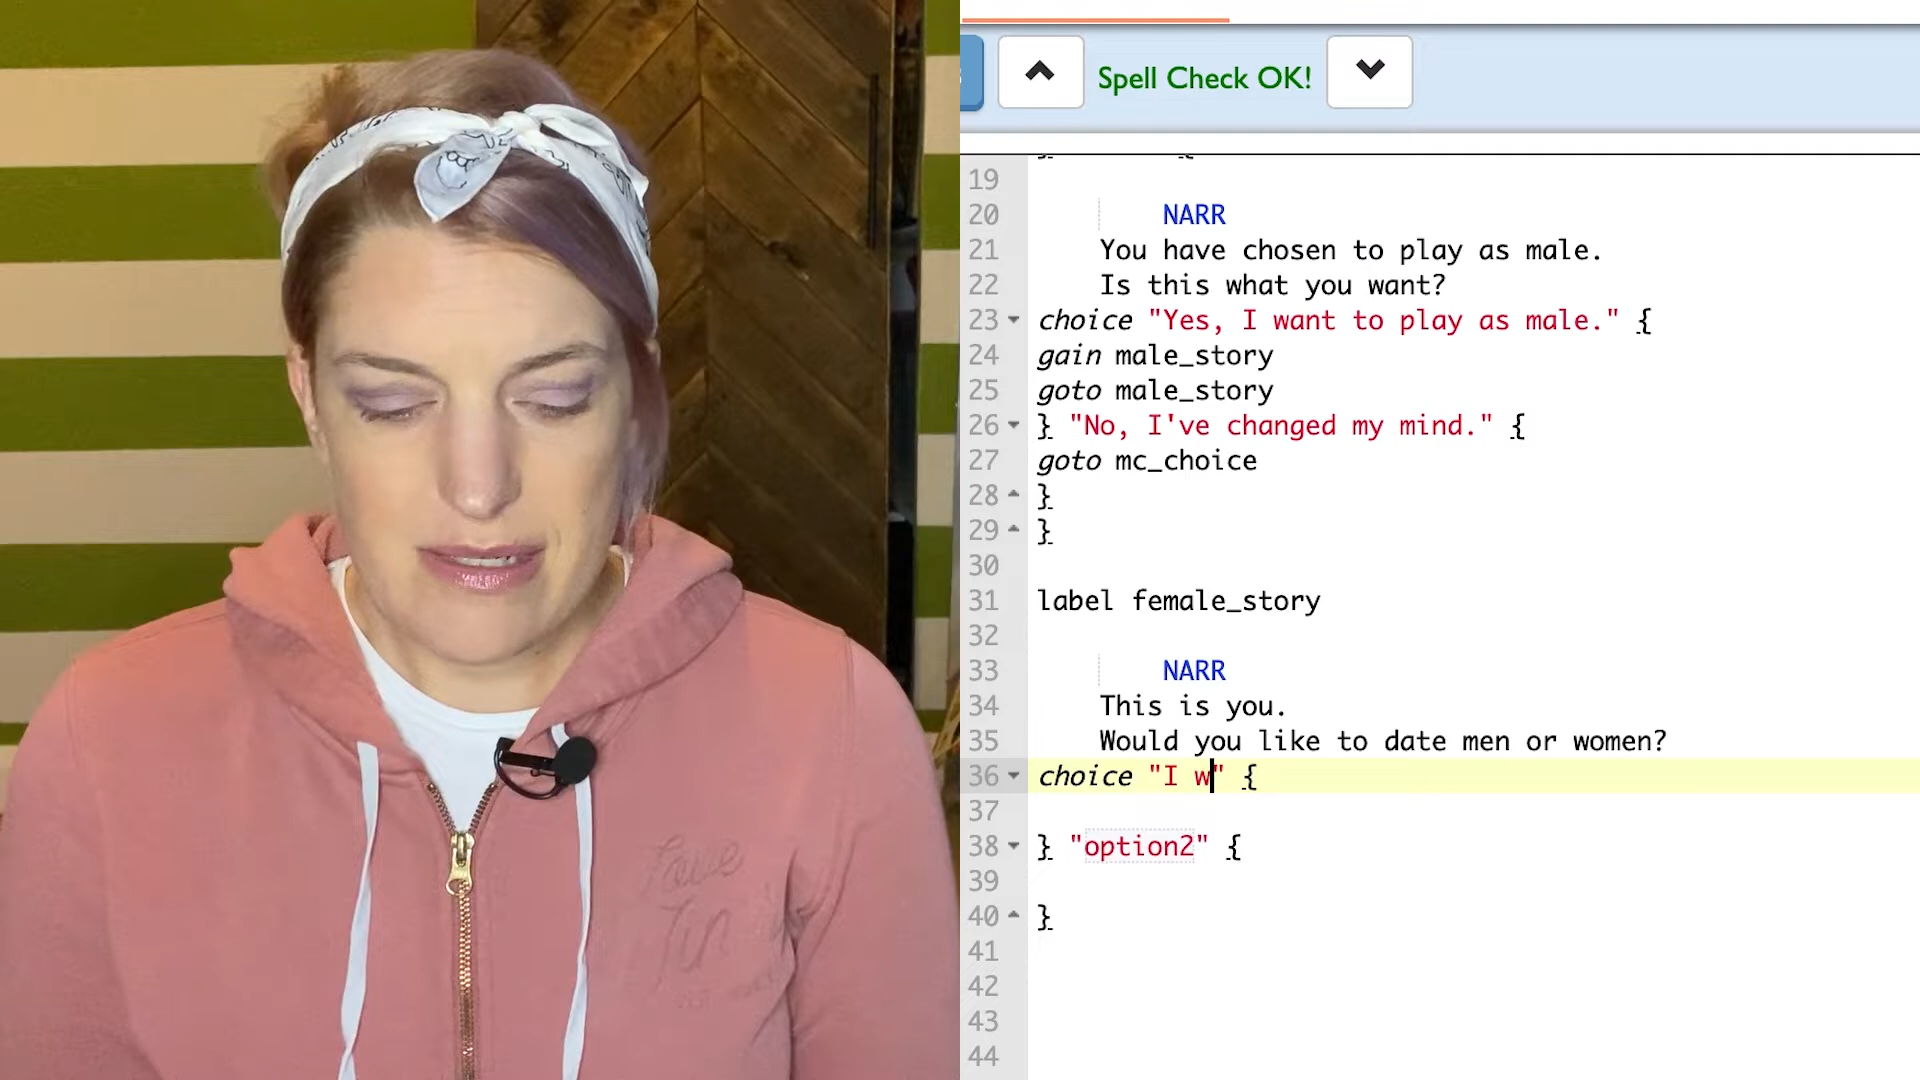 Spell Check OK!
19
20 NARR
21 You have chosen to play as male.
22 Is this what you want?
23 choice "Yes, I want to play as male." {
24 gain male_story
25 goto male_story
26 } "No, I've changed my mind." {
27 goto mc_choice
28 }
29 }
30
31 label female_story
32
33 NARR
34 This is you.
35 Would you like to date men or women?
36 choice "I w" {
37
38 } "option2" {
39
40 }
41
42
43
44
Love